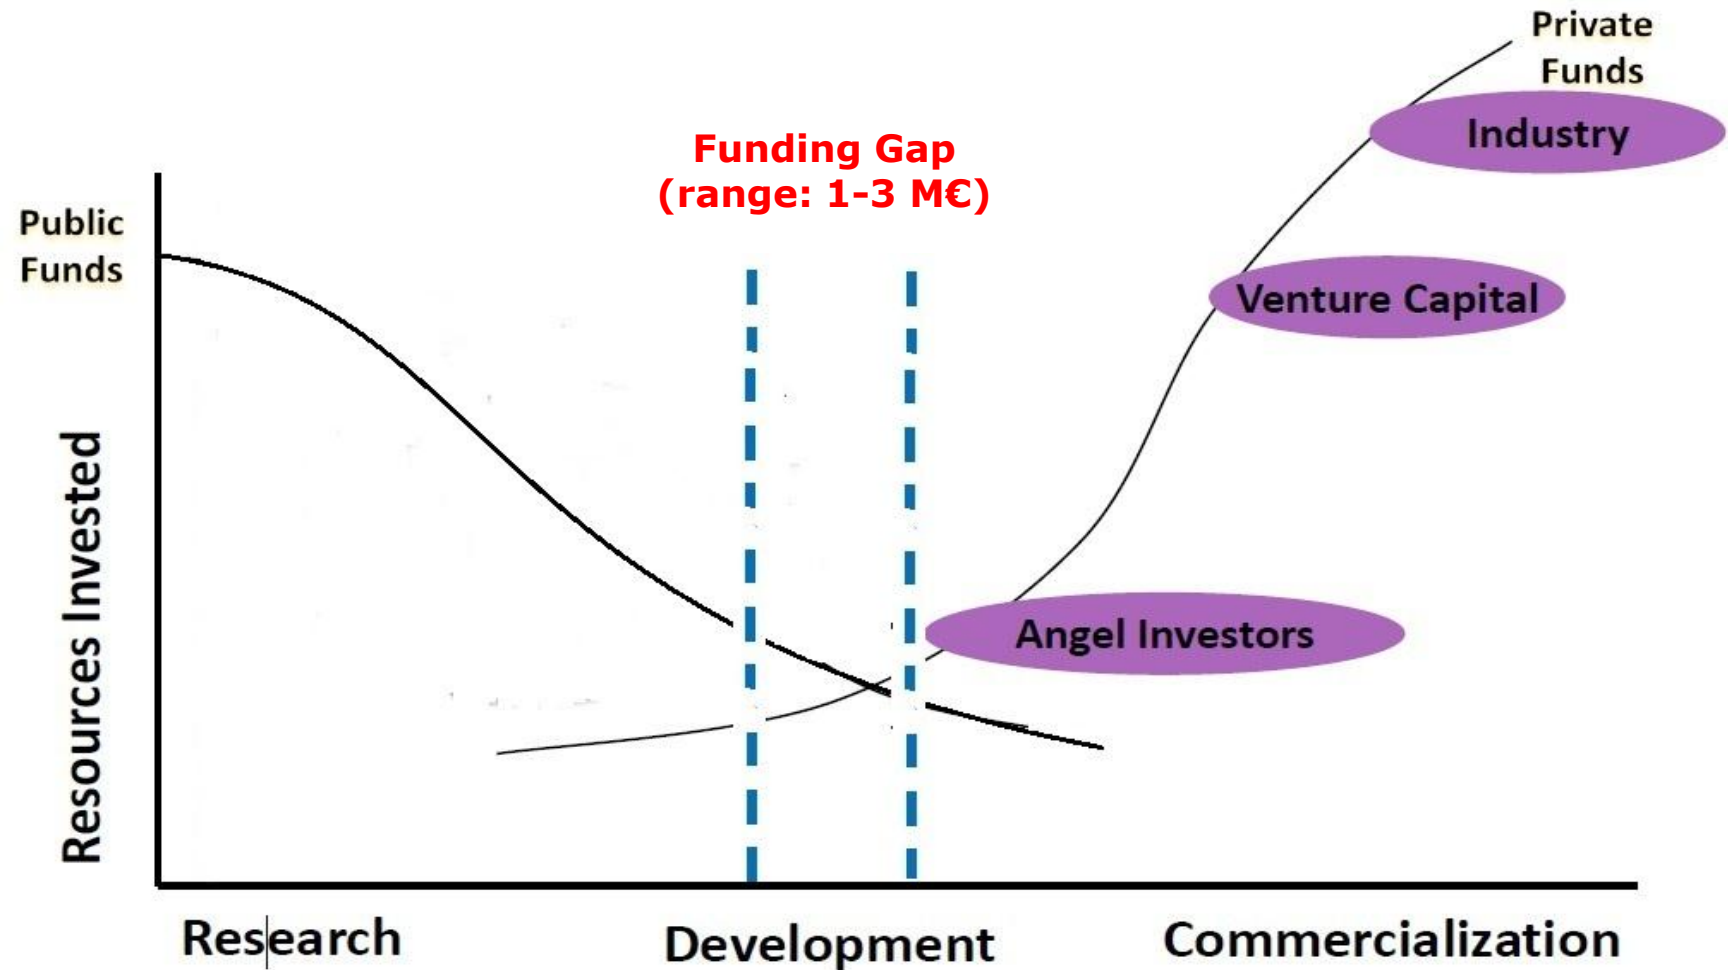 Private
Funds
Industry
Funding Gap
(range: 1-3 M€)
Public
Funds
Venture Capital
Resources Invested
Angel Investors
Research
Development
Commercialization